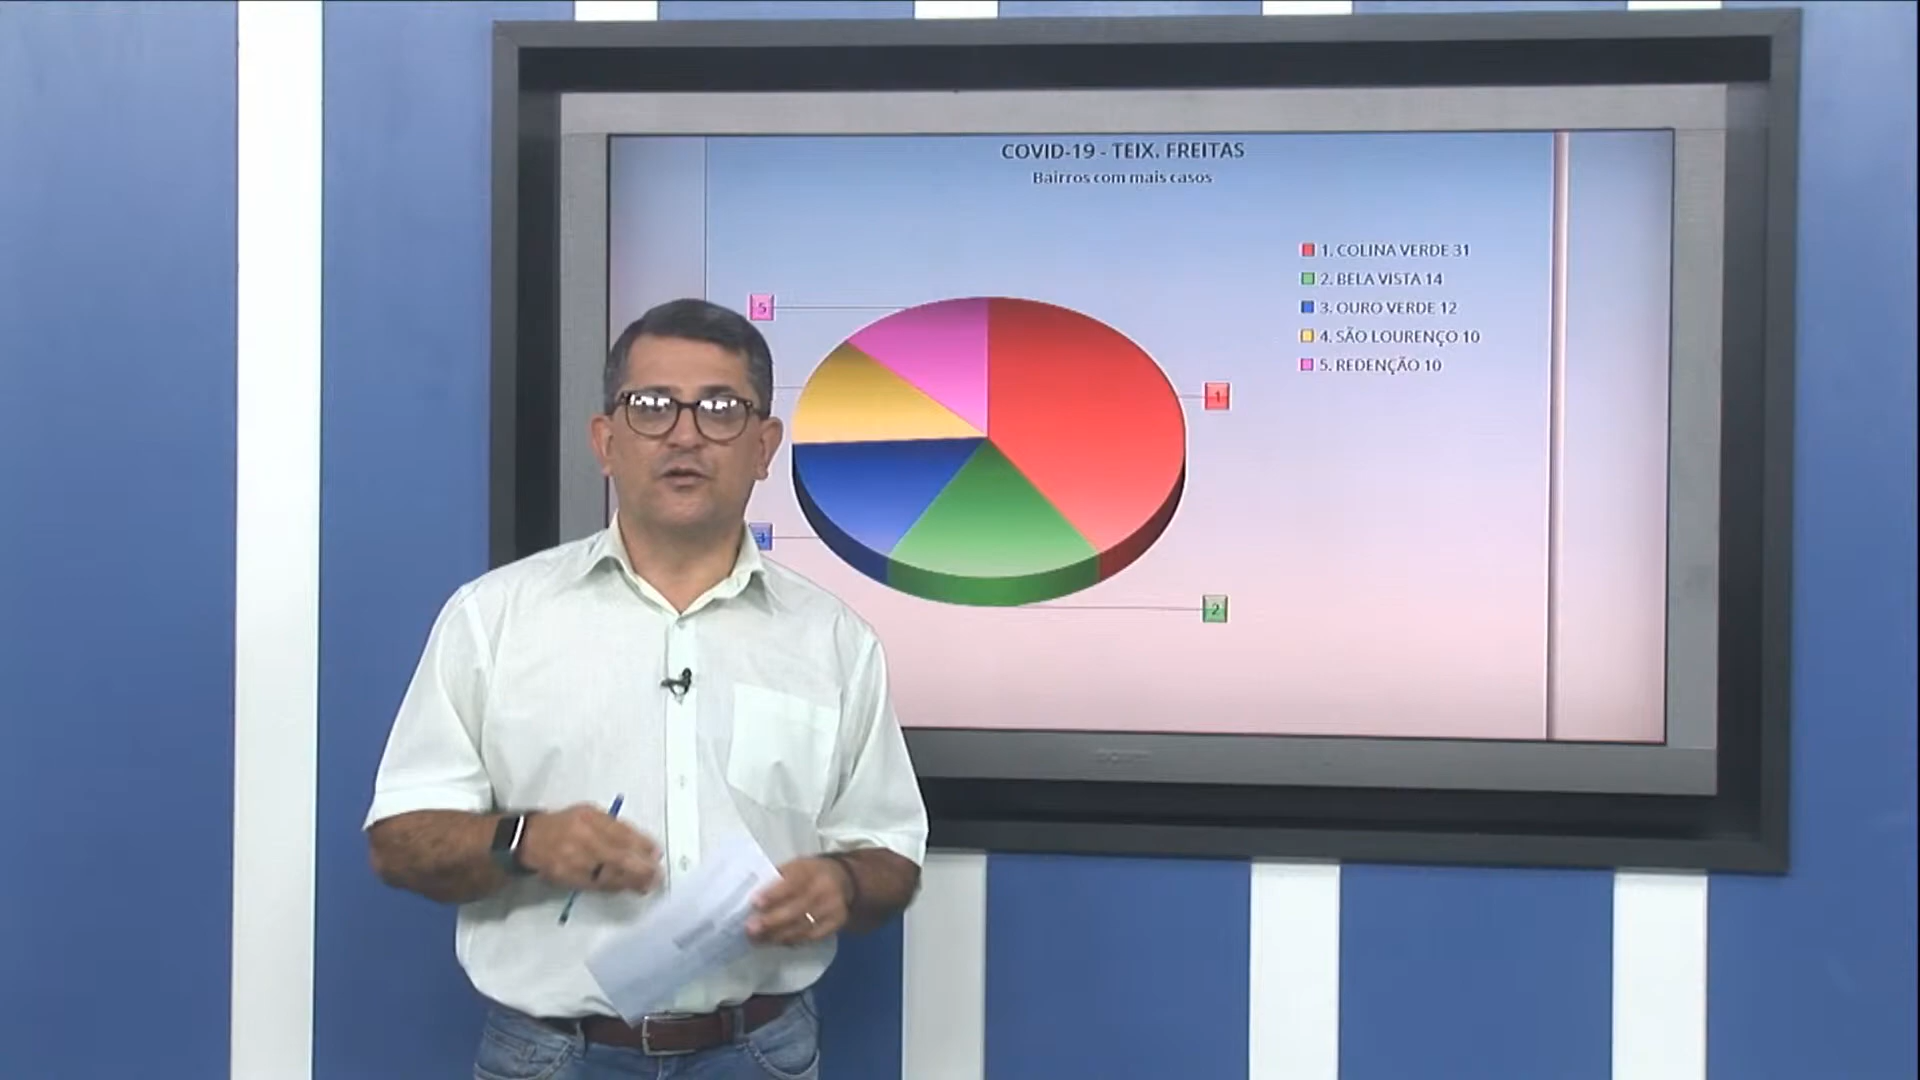 COVID-19 - TEIX. FREITAS
Bairros com mais casos
1. COLINA VERDE 31
2. BELA VISTA 14
3. OURO VERDE 12
4. SÃO LOURENÇO 10
5. REDENÇÃO 10
5
1
3
2